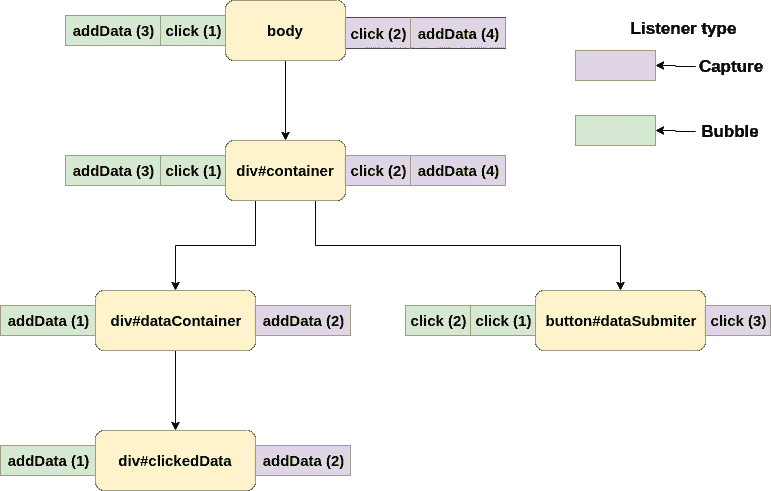 addData (3) click (1) body click (2) addData (4)
Listener type
Capture
Bubble
addData (3) click (1) div#container click (2) addData (4)
addData (1) div#dataContainer addData (2)
click (2) click (1) button#dataSubmiter click (3)
addData (1) div#clickedData addData (2)